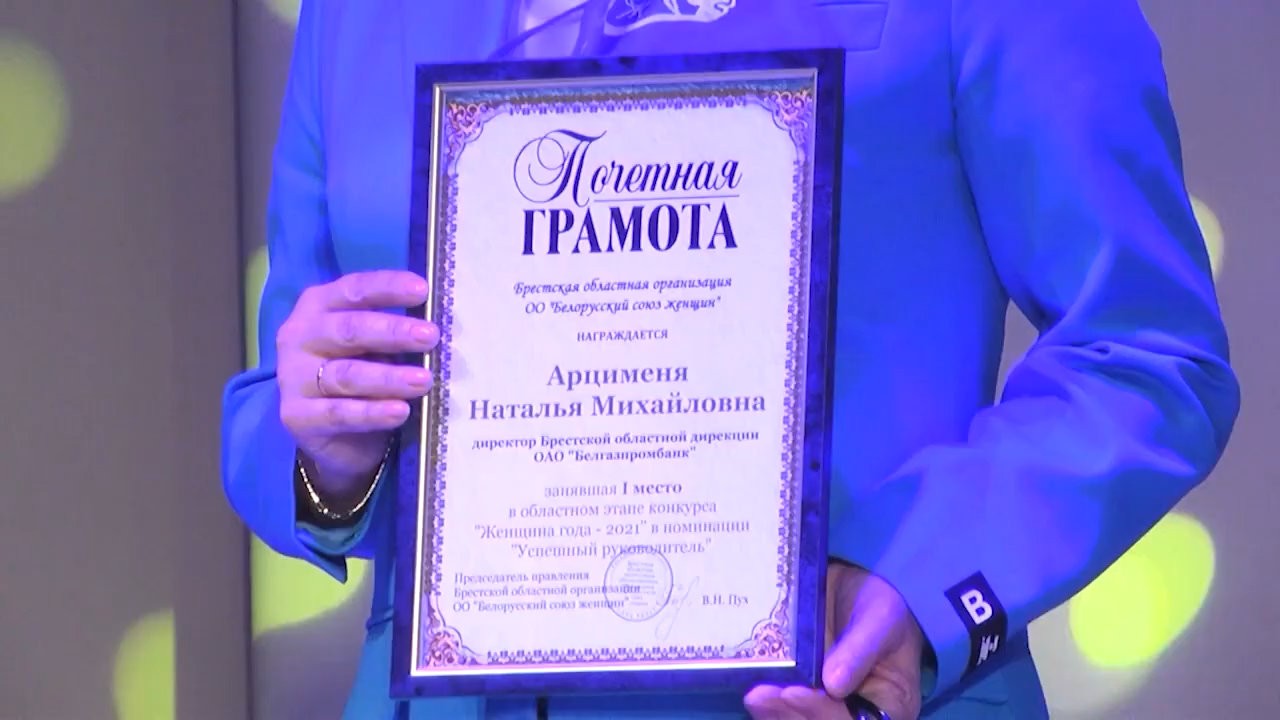 Почетная
ГРАМОТА
Брестская областная организация
ОО "Белорусский союз женщин"
НАГРАЖДАЕТСЯ
Арцименя
Наталья Михайловна
директор Брестской областной дирекции
ОАО "Белгазпромбанк"
занявшая I место
в областном этапе конкурса
"Женщина года - 2021" в номинации
"Успешный руководитель"
Председатель правления
Брестской областной организации
ОО "Белорусский союз женщин"
В.Н. Пух
B